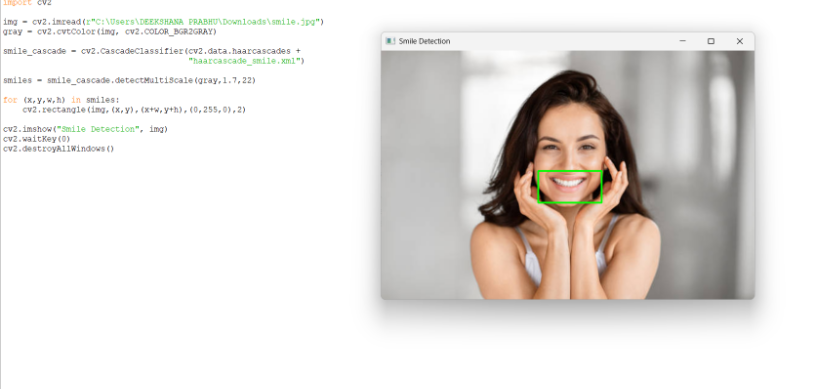 import cv2
img = cv2.imread(r"C:\Users\DEEKSHANA PRABHU\Downloads\smile.jpg")
gray = cv2.cvtColor(img, cv2.COLOR_BGR2GRAY)
smile_cascade = cv2.CascadeClassifier(cv2.data.haarcascades +
"haarcascade_smile.xml")
smiles = smile_cascade.detectMultiScale(gray,1.7,22)
for (x,y,w,h) in smiles:
cv2.rectangle(img,(x,y),(x+w,y+h),(0,255,0),2)
cv2.imshow("Smile Detection", img)
cv2.waitKey(0)
cv2.destroyAllWindows()
Smile Detection